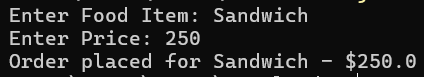 Enter Food Item: Sandwich
Enter Price: 250
Order placed for Sandwich - $250.0